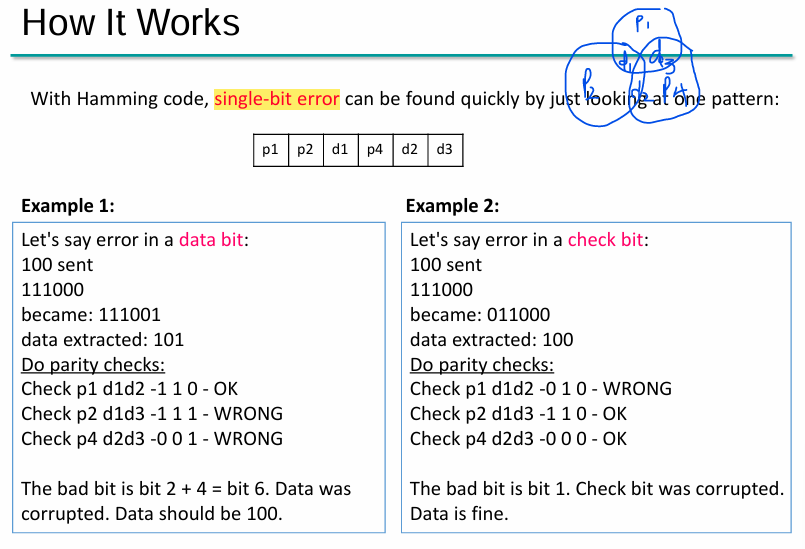 How It Works
p1
d1 d3
p2 d2 p4
With Hamming code, single-bit error can be found quickly by just looking at one pattern:
p1 p2 d1 p4 d2 d3
Example 1:
Let's say error in a data bit:
100 sent
111000
became: 111001
data extracted: 101
Do parity checks:
Check p1 d1d2 -1 1 0 - OK
Check p2 d1d3 -1 1 1 - WRONG
Check p4 d2d3 -0 0 1 - WRONG
The bad bit is bit 2 + 4 = bit 6. Data was
corrupted. Data should be 100.
Example 2:
Let's say error in a check bit:
100 sent
111000
became: 011000
data extracted: 100
Do parity checks:
Check p1 d1d2 -0 1 0 - WRONG
Check p2 d1d3 -1 1 0 - OK
Check p4 d2d3 -0 0 0 - OK
The bad bit is bit 1. Check bit was corrupted.
Data is fine.